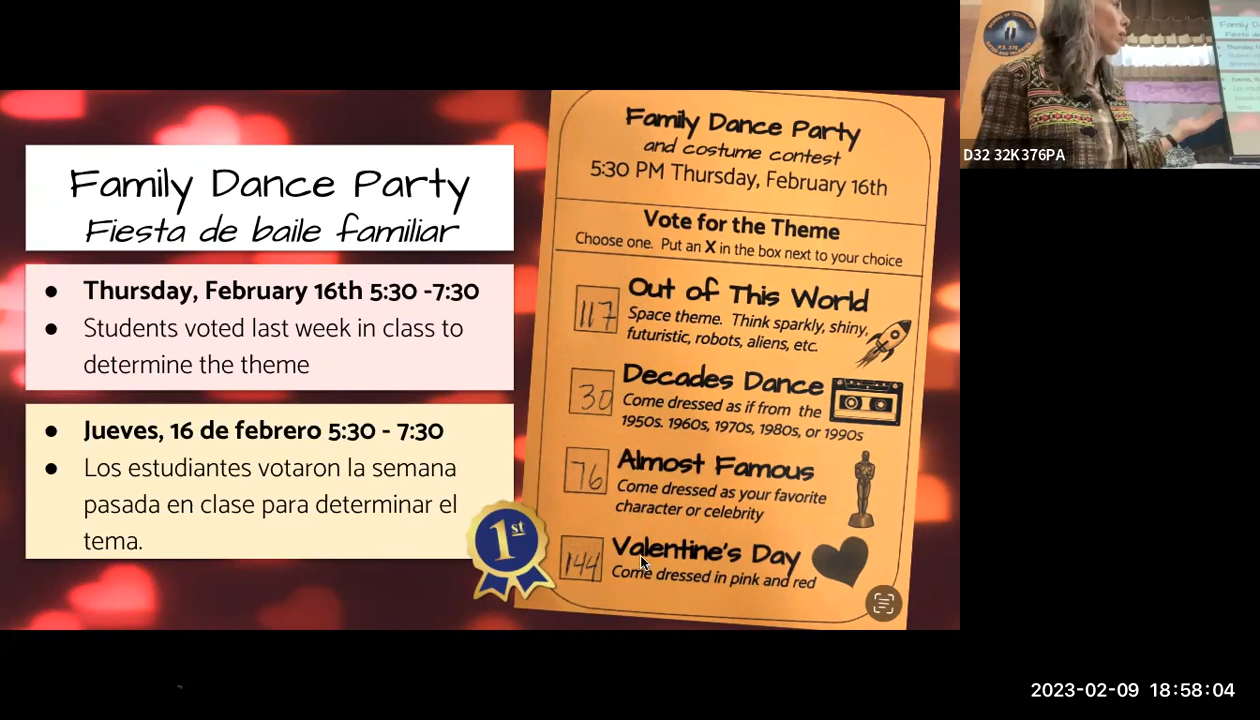 Family Dance Party
Fiesta de baile familiar
● Thursday, February 16th 5:30 -7:30
● Students voted last week in class to
determine the theme
● Jueves, 16 de febrero 5:30 - 7:30
● Los estudiantes votaron la semana
pasada en clase para determinar el
tema.
1st
Family Dance Party
and costume contest
5:30 PM Thursday, February 16th
Vote for the Theme
Choose one. Put an X in the box next to your choice
117
Out of This World
Space theme. Think sparkly, shiny,
futuristic, robots, aliens, etc.
30
Decades Dance
Come dressed as if from the
1950s. 1960s, 1970s, 1980s, or 1990s
76
Almost Famous
Come dressed as your favorite
character or celebrity
144
Valentine's Day
Come dressed in pink and red
P.S. 376
D32 32K376PA
2023-02-09 18:58:04